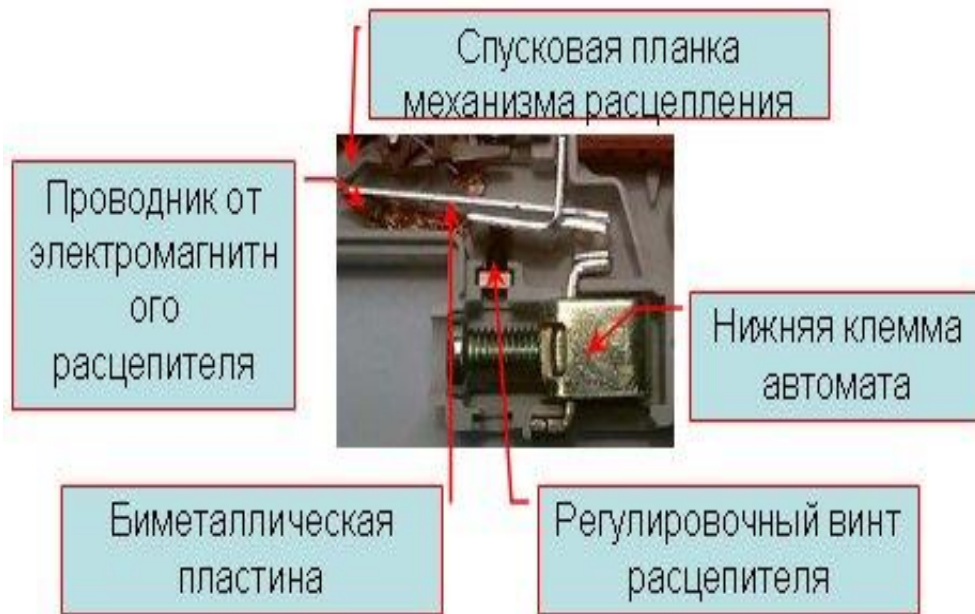 Спусковая планка
механизма расцепления
Проводник от
электромагнитн
ого
расцепителя
Нижняя клемма
автомата
Биметаллическая
пластина
Регулировочный винт
расцепителя